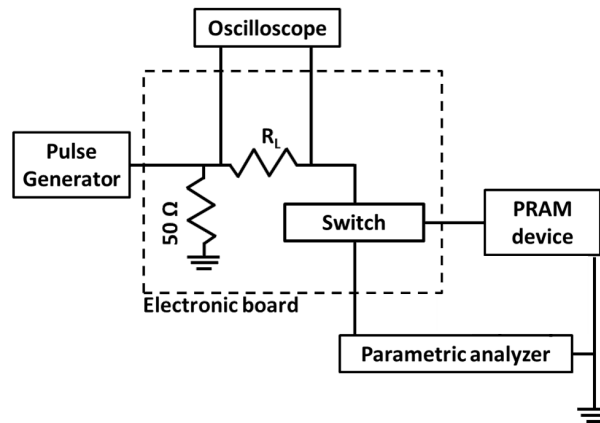 Oscilloscope
R_L
Pulse
Generator
50 Ω
Switch
PRAM
device
Electronic board
Parametric analyzer